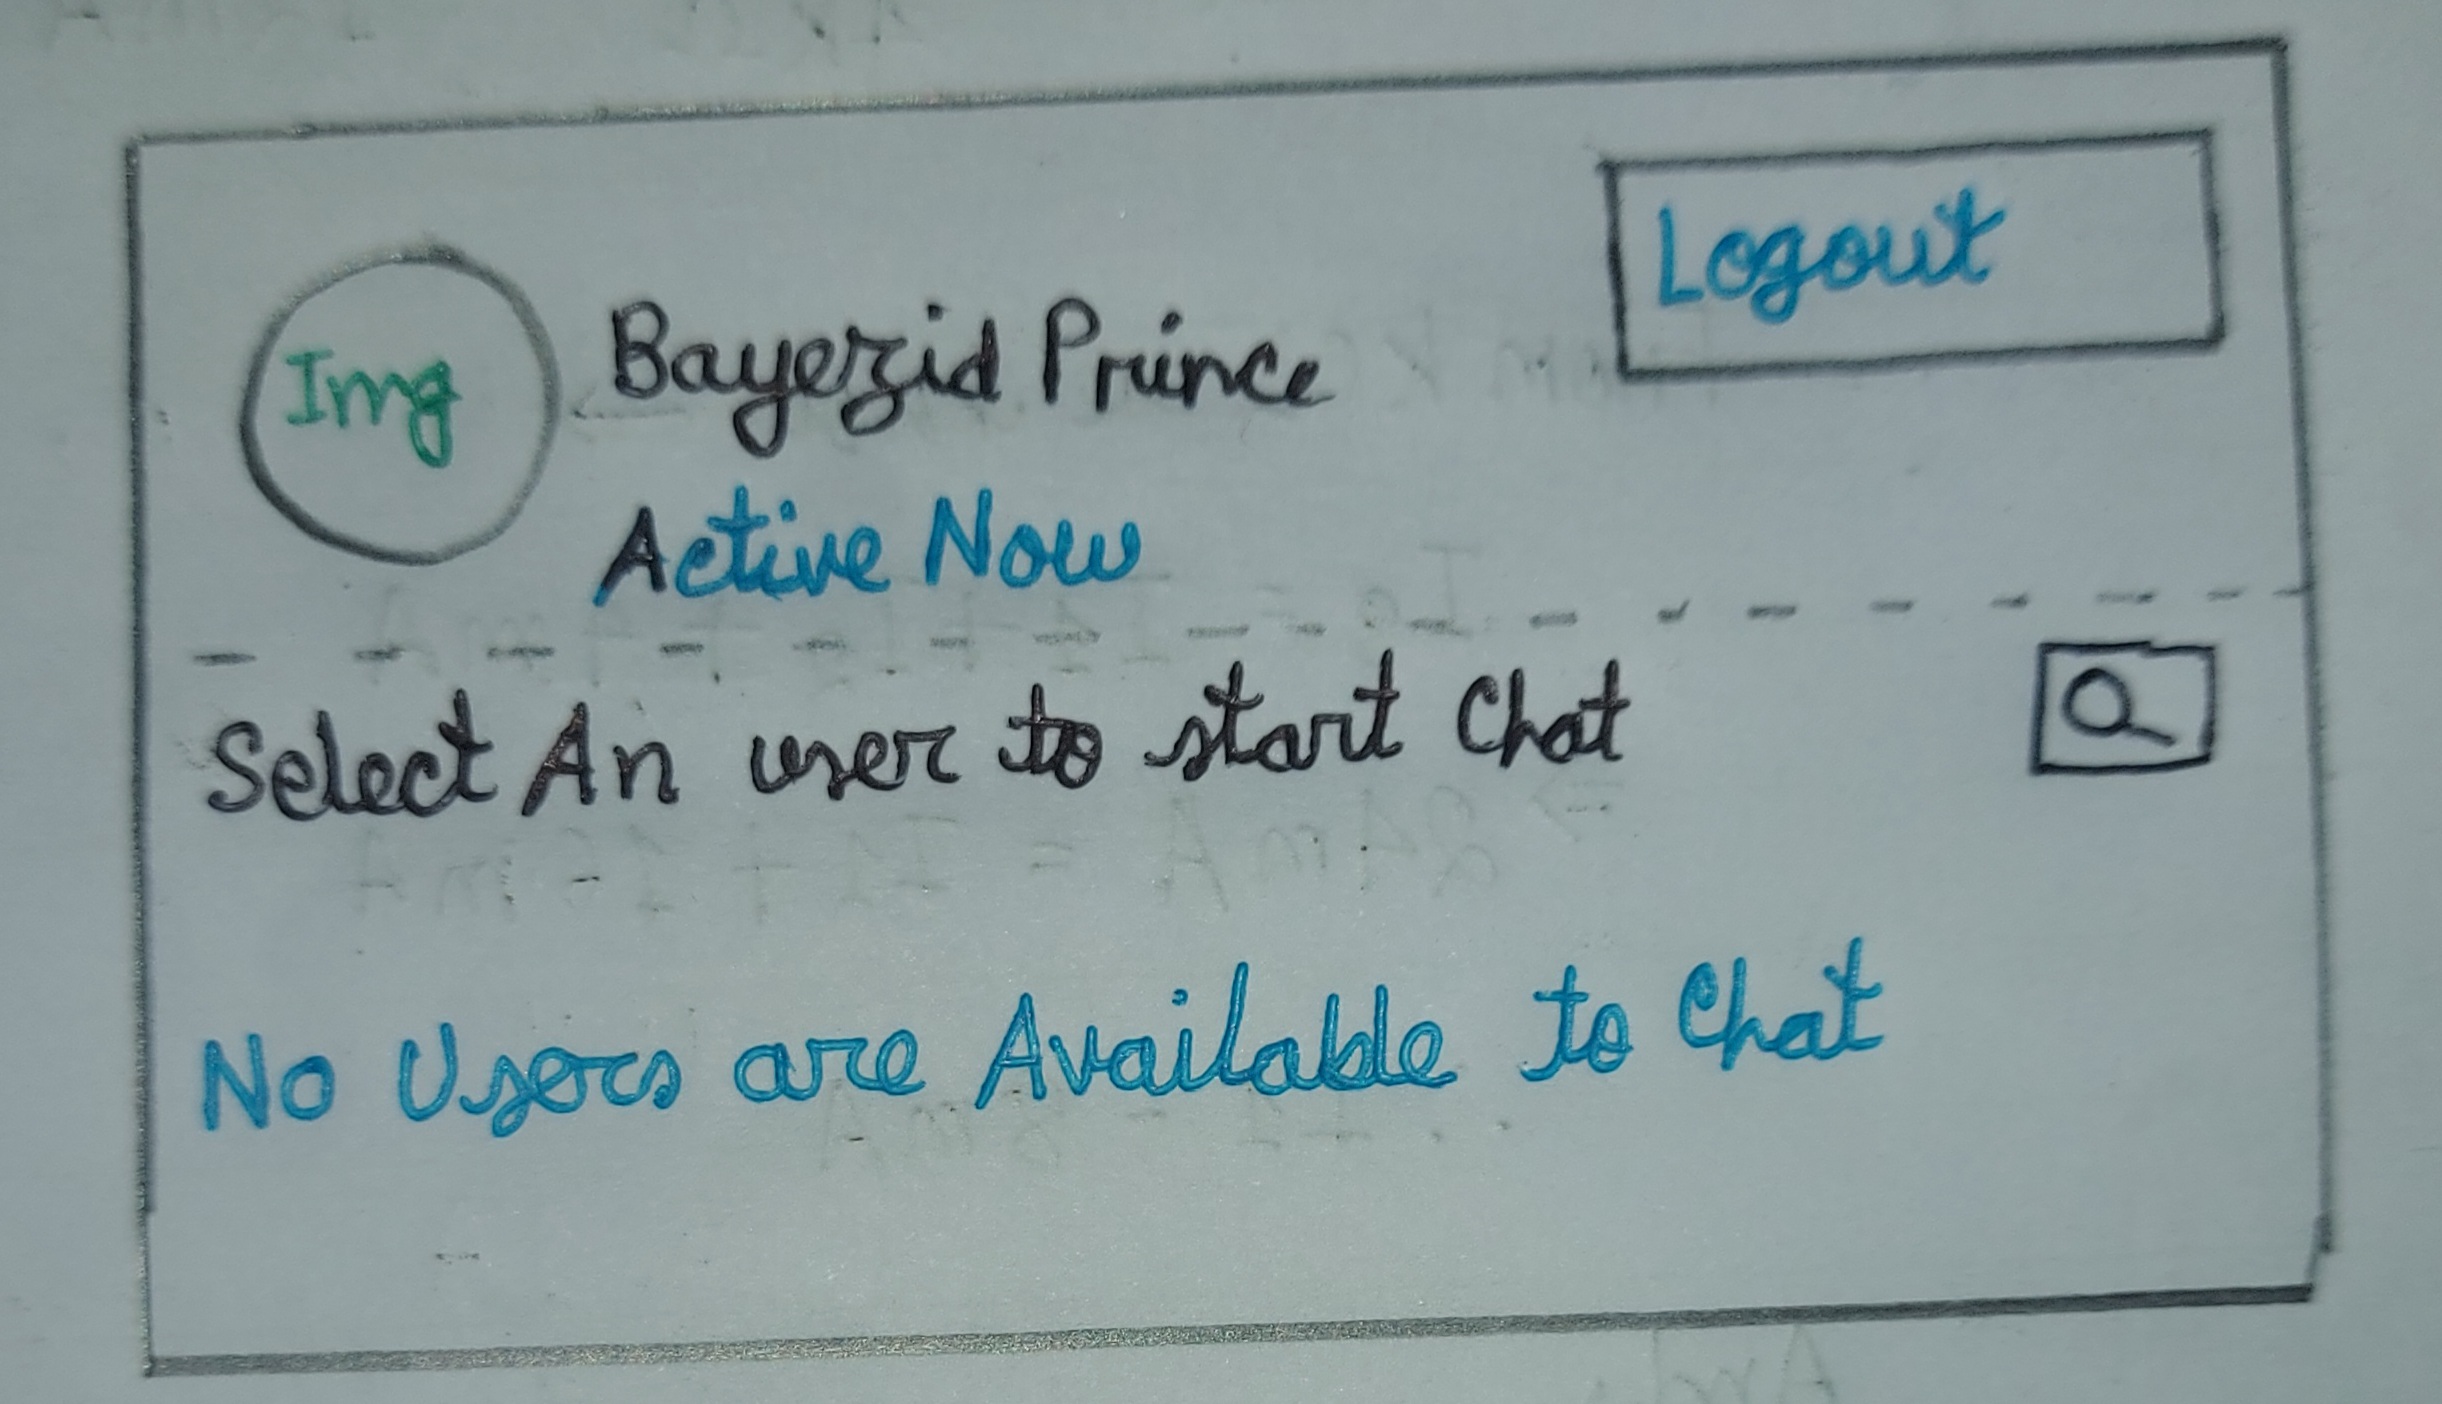 Logout
Img
Bayezid Prince
Active Now
Select An user to start Chat
No Users are Available to Chat